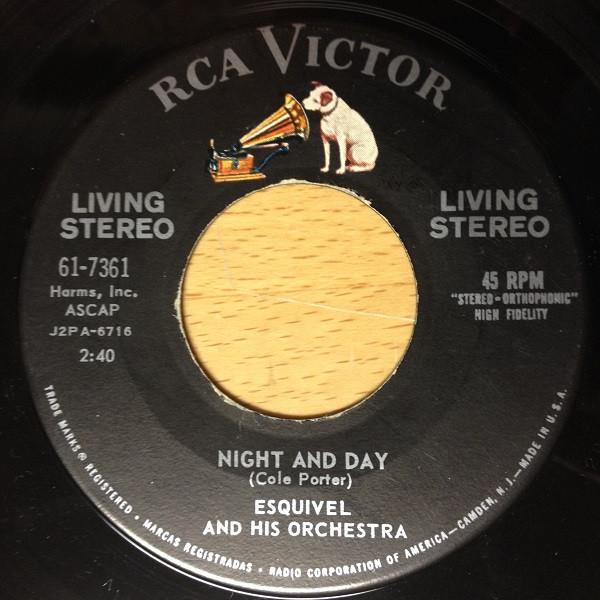 RCA VICTOR
LIVING
STEREO
LIVING
STEREO
61-7361
Harms, Inc.
ASCAP
J2PA-6716
2:40
45 RPM
"STEREO-ORTHOPHONIC"
HIGH FIDELITY
NIGHT AND DAY
(Cole Porter)
ESQUIVEL
AND HIS ORCHESTRA
TRADE MARKS ® REGISTERED • MARCAS REGISTRADAS • RADIO CORPORATION OF AMERICA—CAMDEN, N. J.—MADE IN U. S. A.